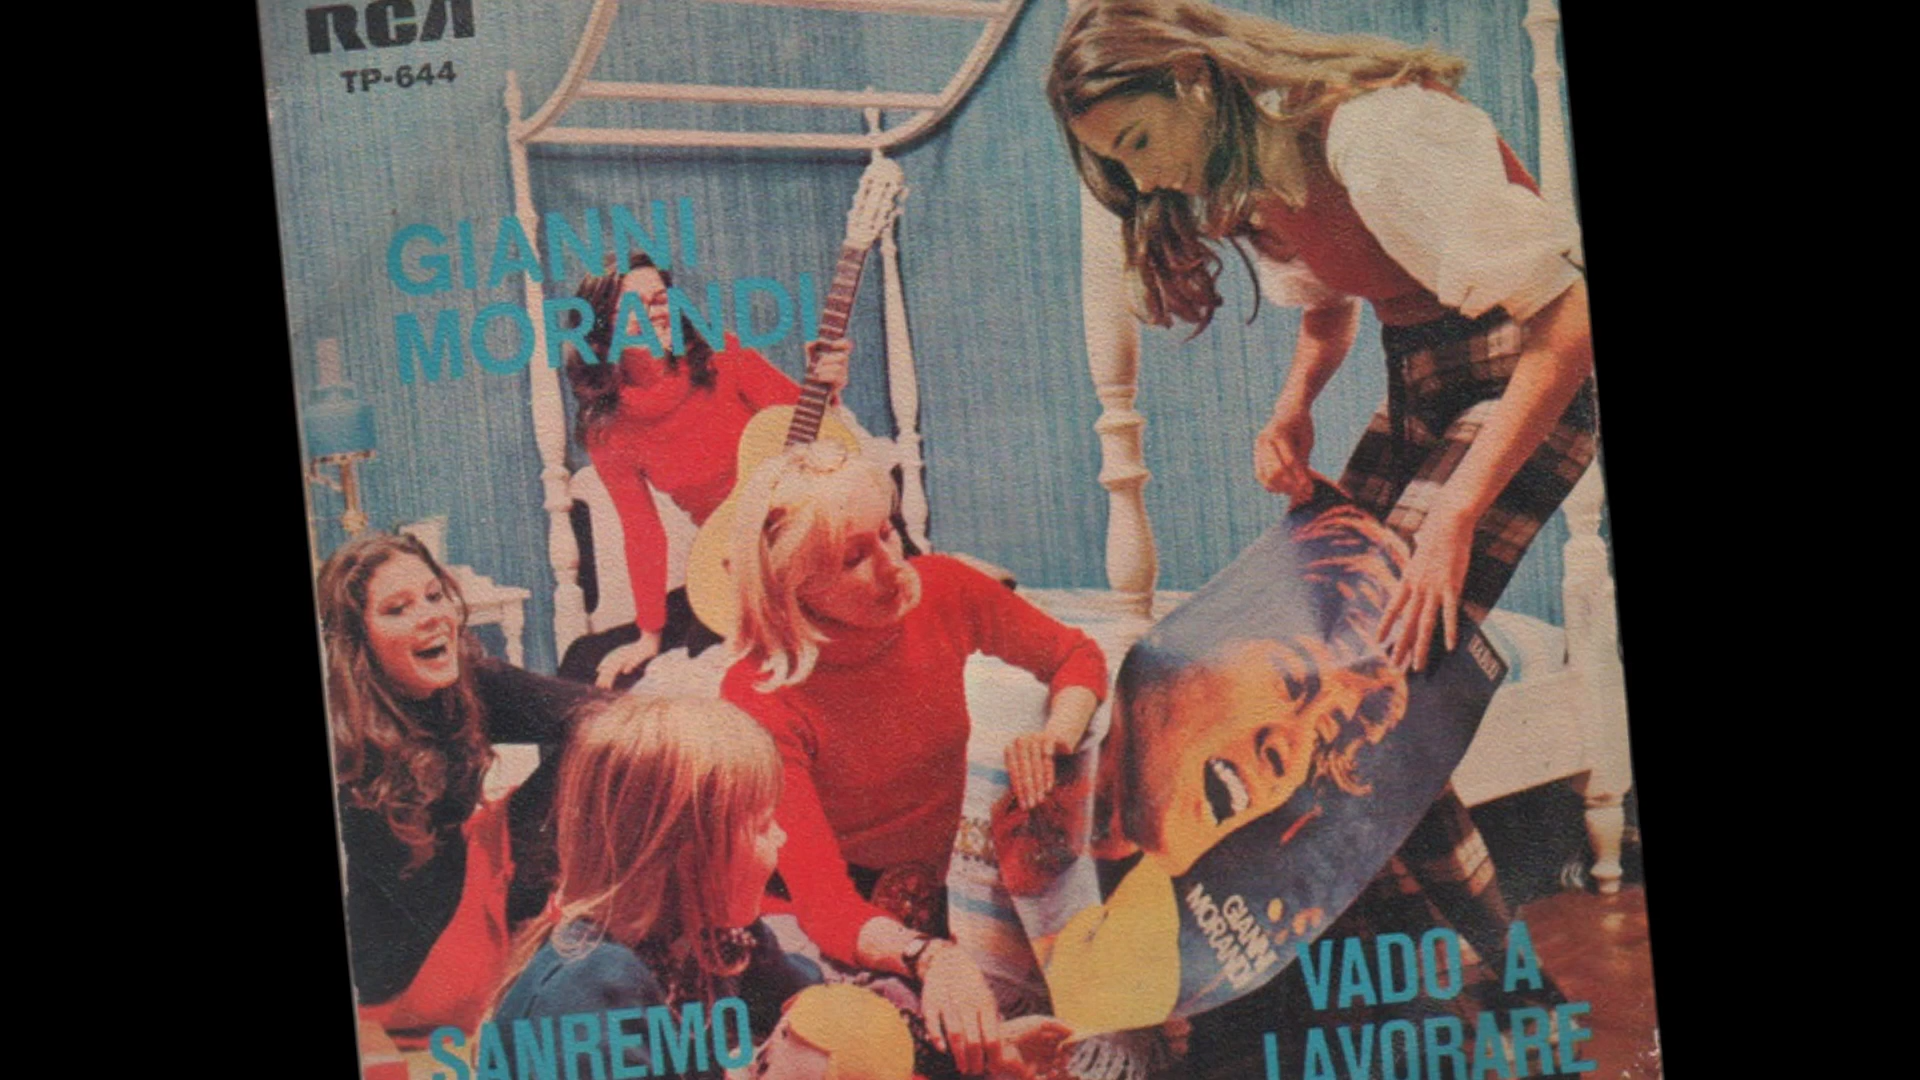 RCA
TP-644
GIANNI
MORANDI
GIANNI
MORANDI
SANREMO
VADO A
LAVORARE